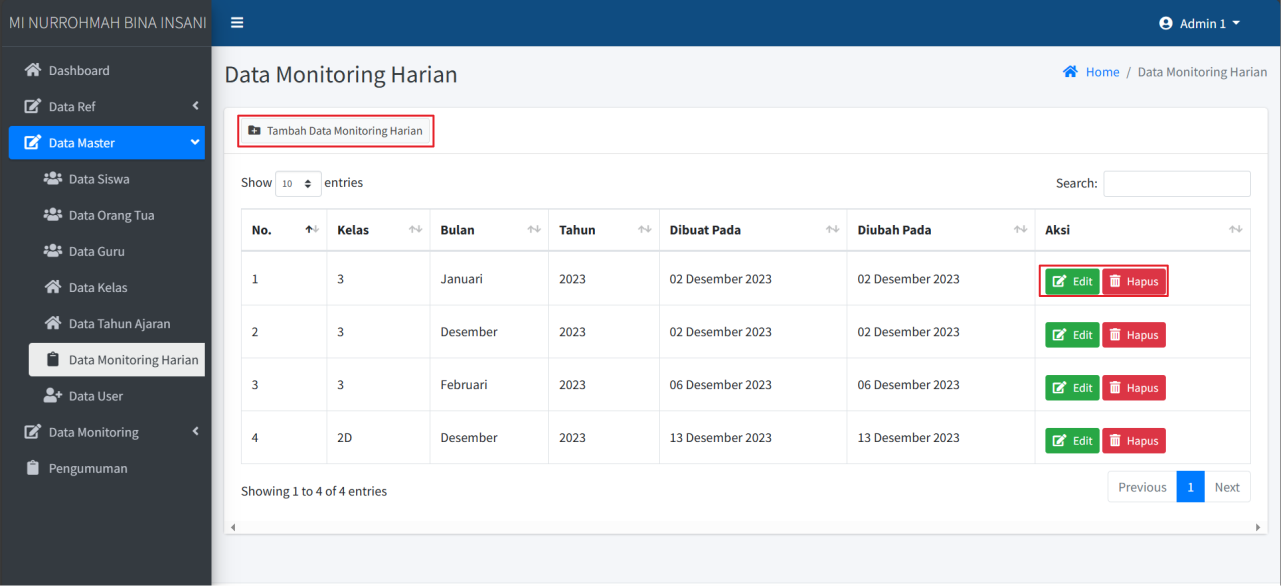 MI NURROHMAH BINA INSANI
Admin 1
Dashboard
Data Ref
Data Master
Data Siswa
Data Orang Tua
Data Guru
Data Kelas
Data Tahun Ajaran
Data Monitoring Harian
Data User
Data Monitoring
Pengumuman
Data Monitoring Harian
Home / Data Monitoring Harian
Tambah Data Monitoring Harian
Show 10 entries
Search:
No. Kelas Bulan Tahun Dibuat Pada Diubah Pada Aksi
1 3 Januari 2023 02 Desember 2023 02 Desember 2023 Edit Hapus
2 3 Desember 2023 02 Desember 2023 02 Desember 2023 Edit Hapus
3 3 Februari 2023 06 Desember 2023 06 Desember 2023 Edit Hapus
4 2D Desember 2023 13 Desember 2023 13 Desember 2023 Edit Hapus
Showing 1 to 4 of 4 entries
Previous 1 Next